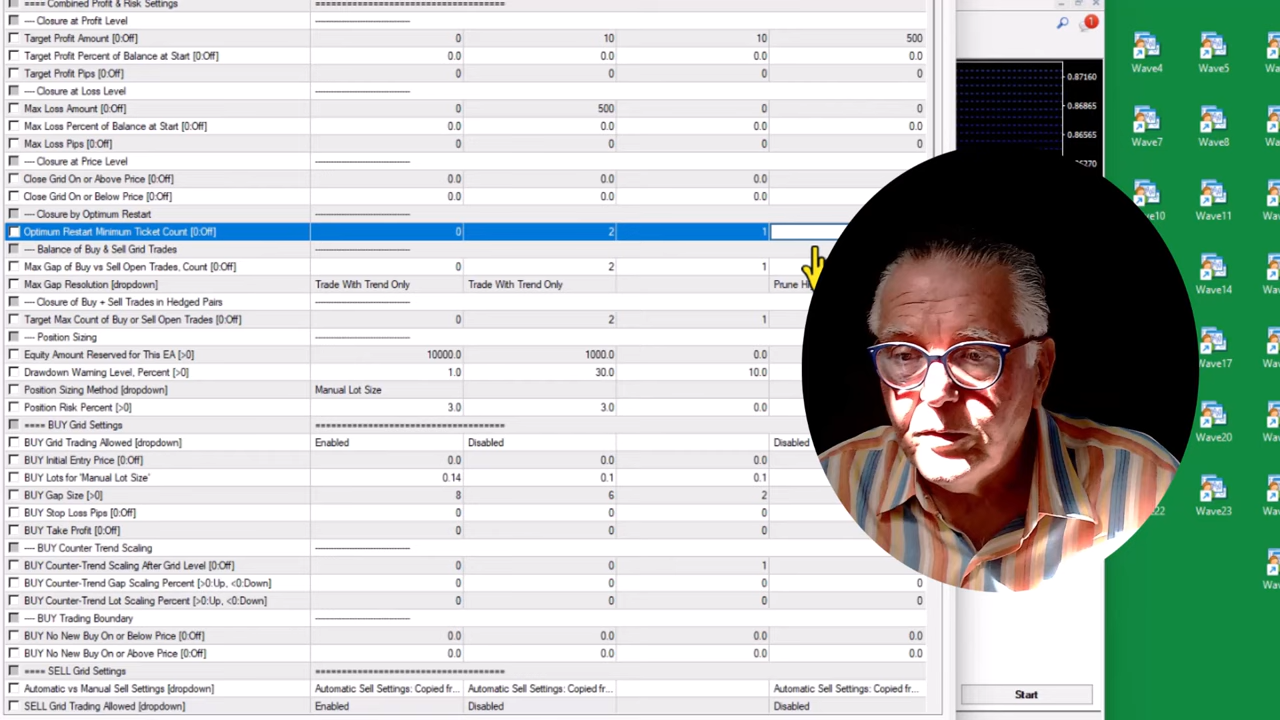 ==== Combined Profit & Risk Settings ====================================
---- Closure at Profit Level ------------------------------
Target Profit Amount [0:Off] 0 10 10 500
Target Profit Percent of Balance at Start [0:Off] 0.0 0.0 0.0 0.0
Target Profit Pips [0:Off] 0 0 0 0
---- Closure at Loss Level ------------------------------
Max Loss Amount [0:Off] 0 500 0 0
Max Loss Percent of Balance at Start [0:Off] 0.0 0.0 0.0 0.0
Max Loss Pips [0:Off] 0 0 0 0
---- Closure at Price Level ------------------------------
Close Grid On or Above Price [0:Off] 0.0 0.0 0.0
Close Grid On or Below Price [0:Off] 0.0 0.0 0.0
---- Closure by Optimum Restart ------------------------------
Optimum Restart Minimum Ticket Count [0:Off] 0 2 1
---- Balance of Buy & Sell Grid Trades ------------------------------
Max Gap of Buy vs Sell Open Trades, Count [0:Off] 0 2 1
Max Gap Resolution [dropdown] Trade With Trend Only Trade With Trend Only Prune
---- Closure of Buy + Sell Trades in Hedged Pairs ------------------------------
Target Max Count of Buy or Sell Open Trades [0:Off] 0 2 1
---- Position Sizing ------------------------------
Equity Amount Reserved for This EA [>0] 10000.0 1000.0 0.0
Drawdown Warning Level, Percent [>0] 1.0 30.0 10.0
Position Sizing Method [dropdown] Manual Lot Size
Position Risk Percent [>0] 3.0 3.0 0.0
==== BUY Grid Settings ====================================
BUY Grid Trading Allowed [dropdown] Enabled Disabled Disabled
BUY Initial Entry Price [0:Off] 0.0 0.0 0.0
BUY Lots for 'Manual Lot Size' 0.14 0.1 0.1
BUY Gap Size [>0] 8 6 2
BUY Stop Loss Pips [0:Off] 0 0 0
BUY Take Profit [0:Off] 0 0 0
---- BUY Counter Trend Scaling ------------------------------
BUY Counter-Trend Scaling After Grid Level [0:Off] 0 0 1 0
BUY Counter-Trend Gap Scaling Percent [>0:Up, <0:Down] 0 0 0 0
BUY Counter-Trend Lot Scaling Percent [>0:Up, <0:Down] 0 0 0 0
---- BUY Trading Boundary ------------------------------
BUY No New Buy On or Below Price [0:Off] 0.0 0.0 0.0 0.0
BUY No New Buy On or Above Price [0:Off] 0.0 0.0 0.0 0.0
==== SELL Grid Settings ====================================
Automatic vs Manual Sell Settings [dropdown] Automatic Sell Settings: Copied fr... Automatic Sell Settings: Copied fr... Automatic Sell Settings: Copied fr...
SELL Grid Trading Allowed [dropdown] Enabled Disabled Disabled
1
0.87160
0.86865
0.86565
Start
Wave4 Wave5
Wave7 Wave8
Wave11
Wave14
Wave17
Wave20
Wave23